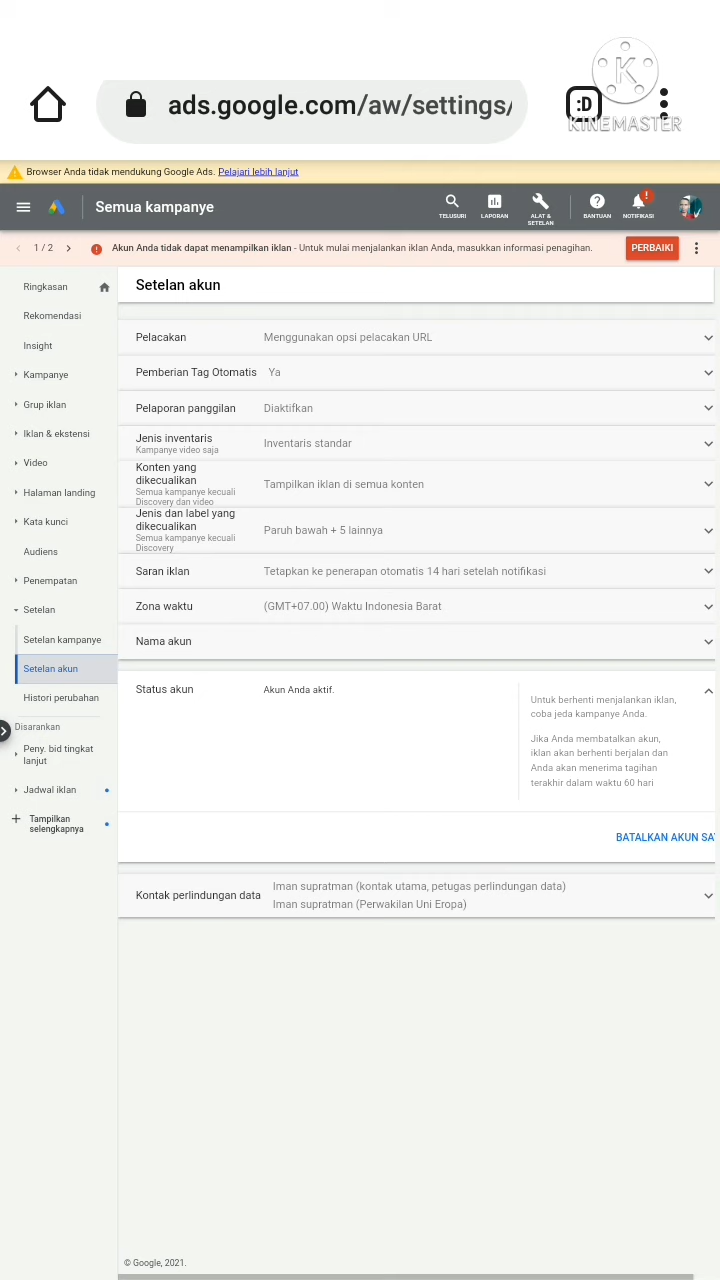 ads.google.com/aw/settings/
:D
K
KINEMASTER
Browser Anda tidak mendukung Google Ads. Pelajari lebih lanjut
Semua kampanye
TELUSURI
LAPORAN
ALAT &
SETELAN
BANTUAN
NOTIFIKASI
1 / 2
Akun Anda tidak dapat menampilkan iklan - Untuk mulai menjalankan iklan Anda, masukkan informasi penagihan.
PERBAIKI
Ringkasan
Rekomendasi
Insight
Kampanye
Grup iklan
Iklan & ekstensi
Video
Halaman landing
Kata kunci
Audiens
Penempatan
Setelan
Setelan kampanye
Setelan akun
Histori perubahan
Disarankan
Peny. bid tingkat
lanjut
Jadwal iklan
Tampilkan
selengkapnya
Setelan akun
Pelacakan
Menggunakan opsi pelacakan URL
Pemberian Tag Otomatis
Ya
Pelaporan panggilan
Diaktifkan
Jenis inventaris
Kampanye video saja
Inventaris standar
Konten yang
dikecualikan
Semua kampanye kecuali
Discovery dan video
Tampilkan iklan di semua konten
Jenis dan label yang
dikecualikan
Semua kampanye kecuali
Discovery
Paruh bawah + 5 lainnya
Saran iklan
Tetapkan ke penerapan otomatis 14 hari setelah notifikasi
Zona waktu
(GMT+07.00) Waktu Indonesia Barat
Nama akun
Status akun
Akun Anda aktif.
Untuk berhenti menjalankan iklan,
coba jeda kampanye Anda.
Jika Anda membatalkan akun,
iklan akan berhenti berjalan dan
Anda akan menerima tagihan
terakhir dalam waktu 60 hari
BATALKAN AKUN SA
Kontak perlindungan data
Iman supratman (kontak utama, petugas perlindungan data)
Iman supratman (Perwakilan Uni Eropa)
© Google, 2021.